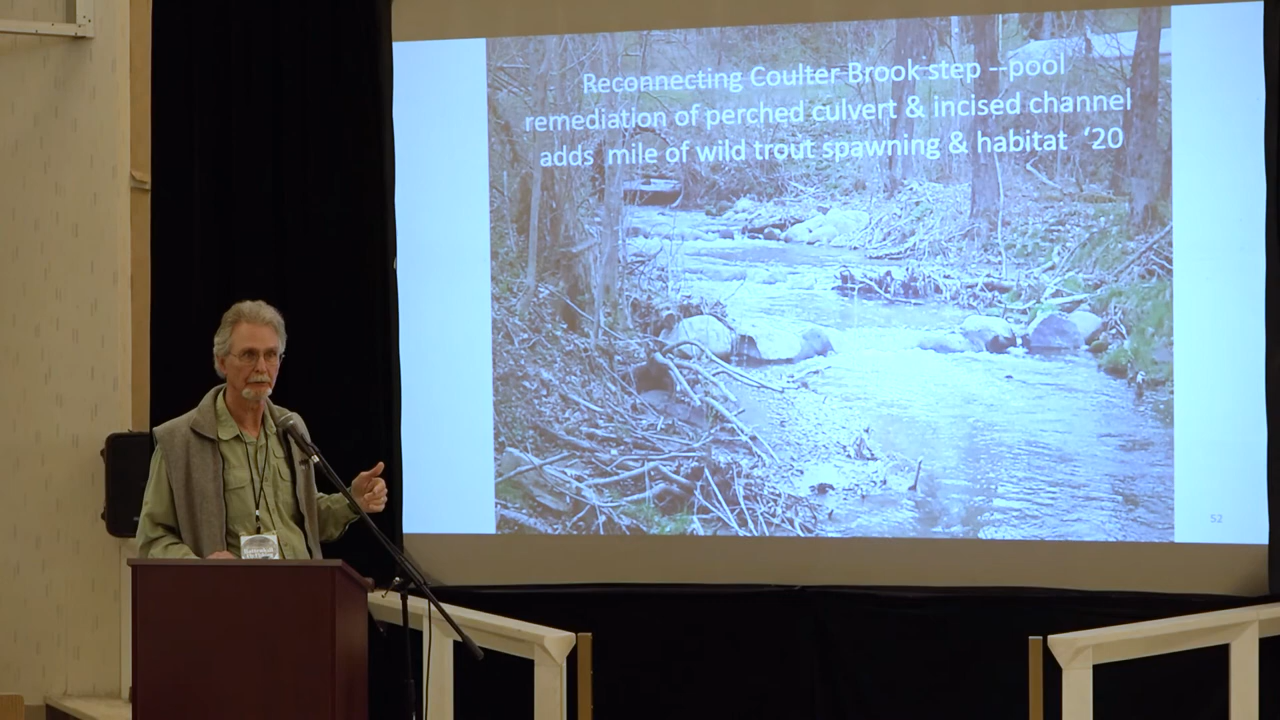 Reconnecting Coulter Brook step --pool
remediation of perched culvert & incised channel
adds mile of wild trout spawning & habitat ‘20
52